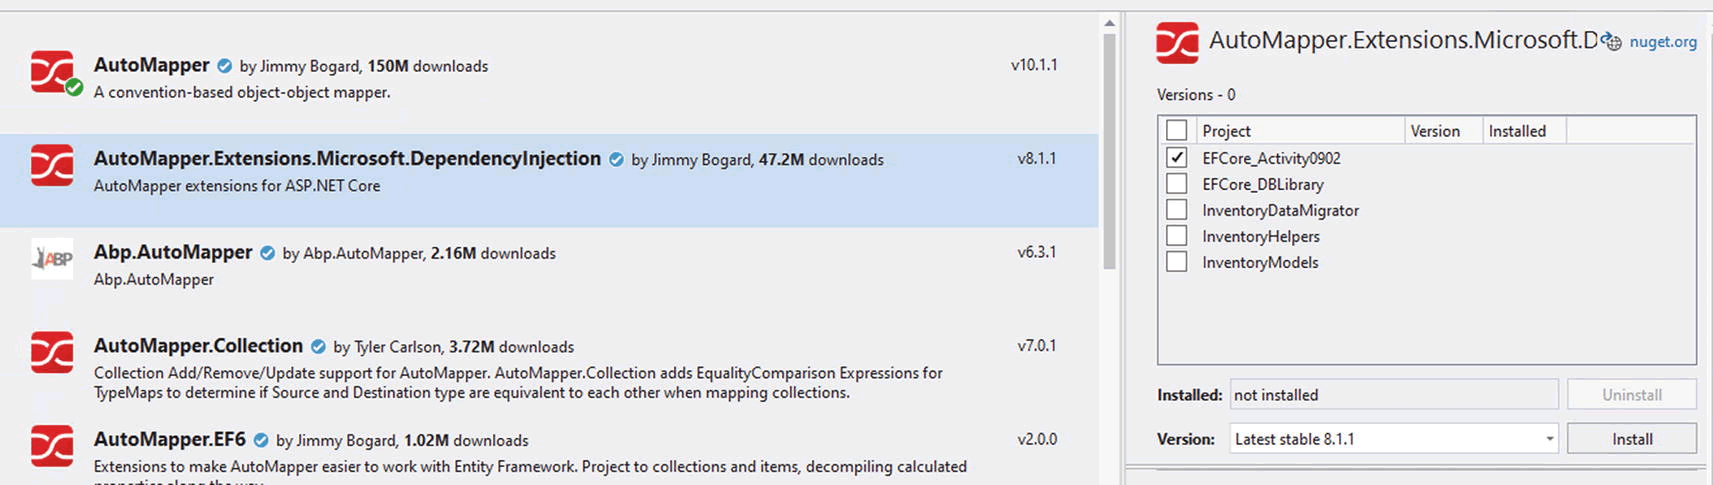 AutoMapper by Jimmy Bogard, 150M downloads v10.1.1
A convention-based object-object mapper.
AutoMapper.Extensions.Microsoft.DependencyInjection by Jimmy Bogard, 47.2M downloads v8.1.1
AutoMapper extensions for ASP.NET Core
ABP
Abp.AutoMapper by Abp.AutoMapper, 2.16M downloads v6.3.1
Abp.AutoMapper
AutoMapper.Collection by Tyler Carlson, 3.72M downloads v7.0.1
Collection Add/Remove/Update support for AutoMapper. AutoMapper.Collection adds EqualityComparison Expressions for
TypeMaps to determine if Source and Destination type are equivalent to each other when mapping collections.
AutoMapper.EF6 by Jimmy Bogard, 1.02M downloads v2.0.0
Extensions to make AutoMapper easier to work with Entity Framework. Project to collections and items, decompiling calculated
properties along the way.
AutoMapper.Extensions.Microsoft.D nuget.org
Versions - 0
Project Version Installed
EFCore_Activity0902
EFCore_DBLibrary
InventoryDataMigrator
InventoryHelpers
InventoryModels
Installed: not installed Uninstall
Version: Latest stable 8.1.1 Install